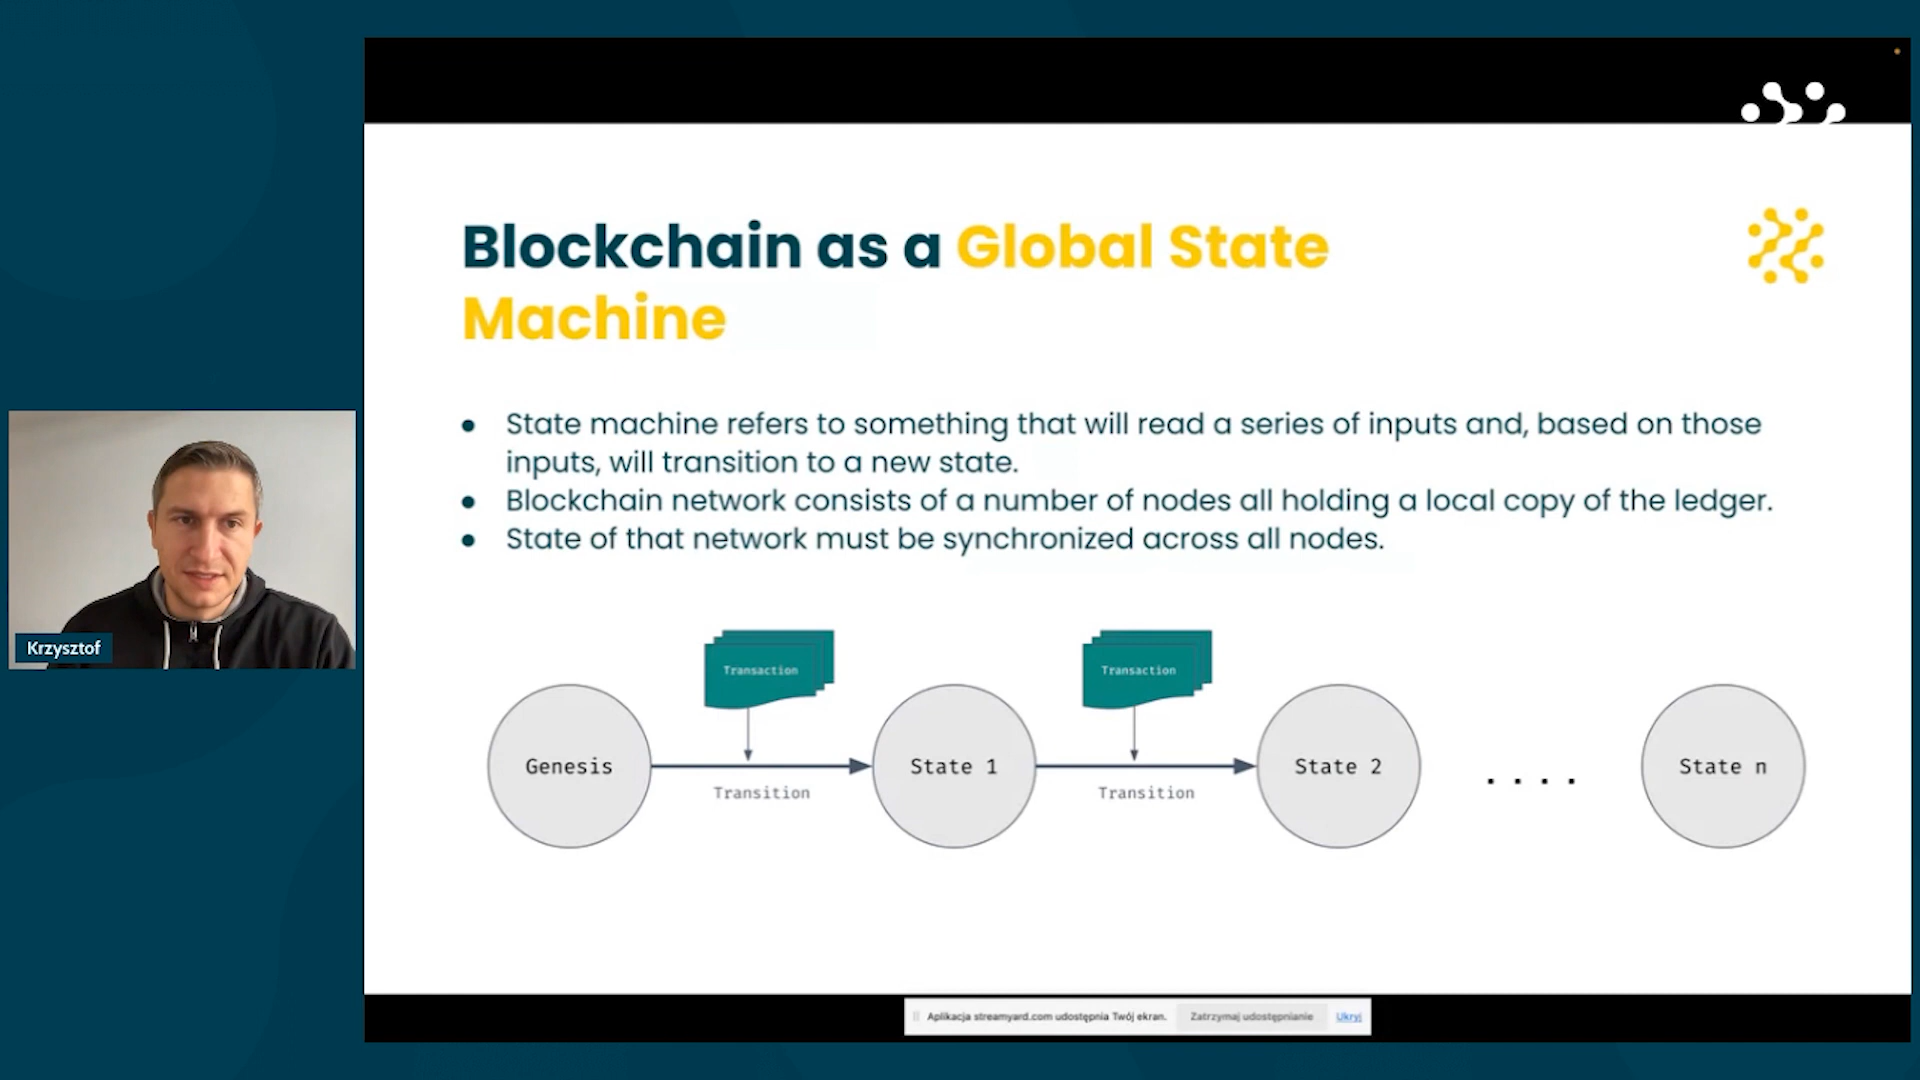 Blockchain as a Global State
Machine
● State machine refers to something that will read a series of inputs and, based on those
inputs, will transition to a new state.
● Blockchain network consists of a number of nodes all holding a local copy of the ledger.
● State of that network must be synchronized across all nodes.
Krzysztof
Transaction
Transaction
Genesis
State 1
State 2
. . . .
State n
Transition
Transition
Aplikacja streamyard.com udostępnia Twój ekran.
Zatrzymaj udostępnianie
Ukryj